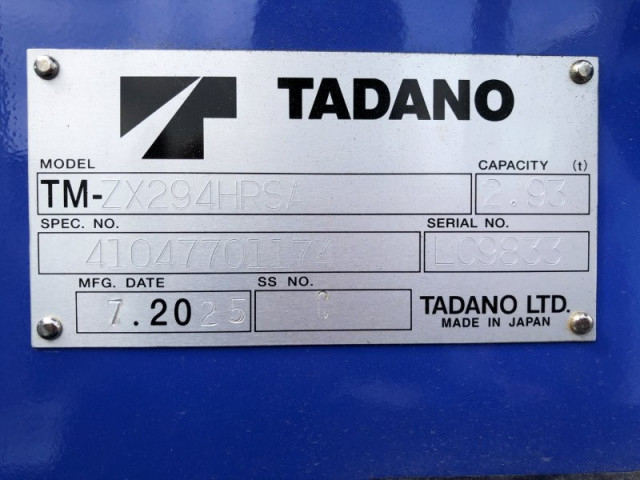 TADANO
MODEL CAPACITY (t)
TM-ZX294HRSA 2.93
SPEC. NO. SERIAL NO.
41047701174 LC9833
MFG. DATE SS NO.
7.2025 TADANO LTD.
MADE IN JAPAN